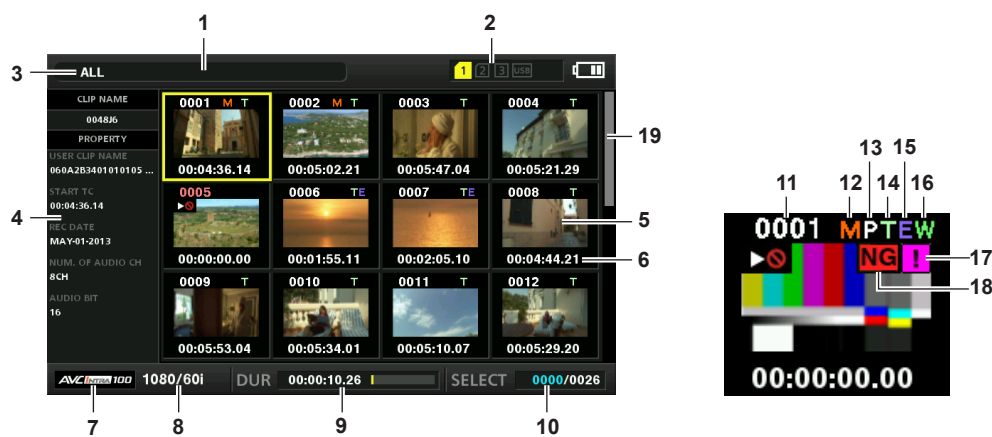 1
2
3
ALL
1 2 3 USB
CLIP NAME
0048J6
PROPERTY
USER CLIP NAME
060A2B3401010105 ...
START TC
00:04:36.14
4
REC DATE
MAY-01-2013
NUM. OF AUDIO CH
8CH
AUDIO BIT
16
0001 M T
0002 M T
0003 T
0004 T
00:04:36.14
00:05:02.21
00:05:47.04
00:05:21.29
19
0005
0006 TE
0007 TE
0008 T
5
00:00:00.00
00:01:55.11
00:02:05.10
00:04:44.21
6
0009 T
0010 T
0011 T
0012 T
00:05:53.04
00:05:34.01
00:05:10.07
00:05:29.20
AVC INTRA 100
1080/60i
DUR
00:00:10.26
SELECT
0000/0026
7
8
9
10
13
15
11
12
14
16
0001 MPTEW
NG !
17
18
00:00:00.00